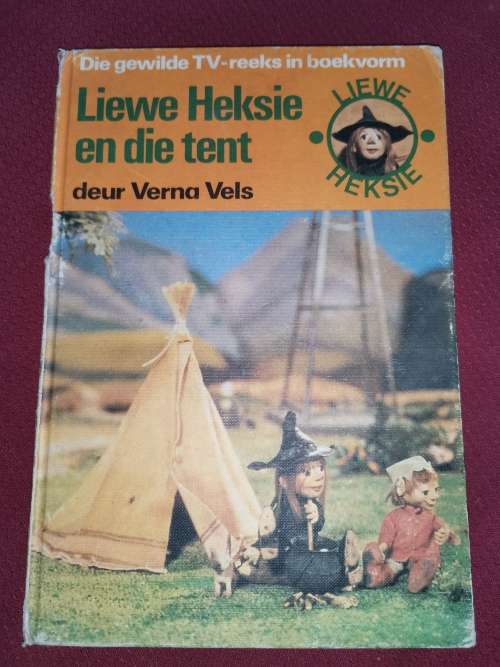 Die gewilde TV-reeks in boekvorm
Liewe Heksie
en die tent
deur Verna Vels
LIEWE
HEKSIE